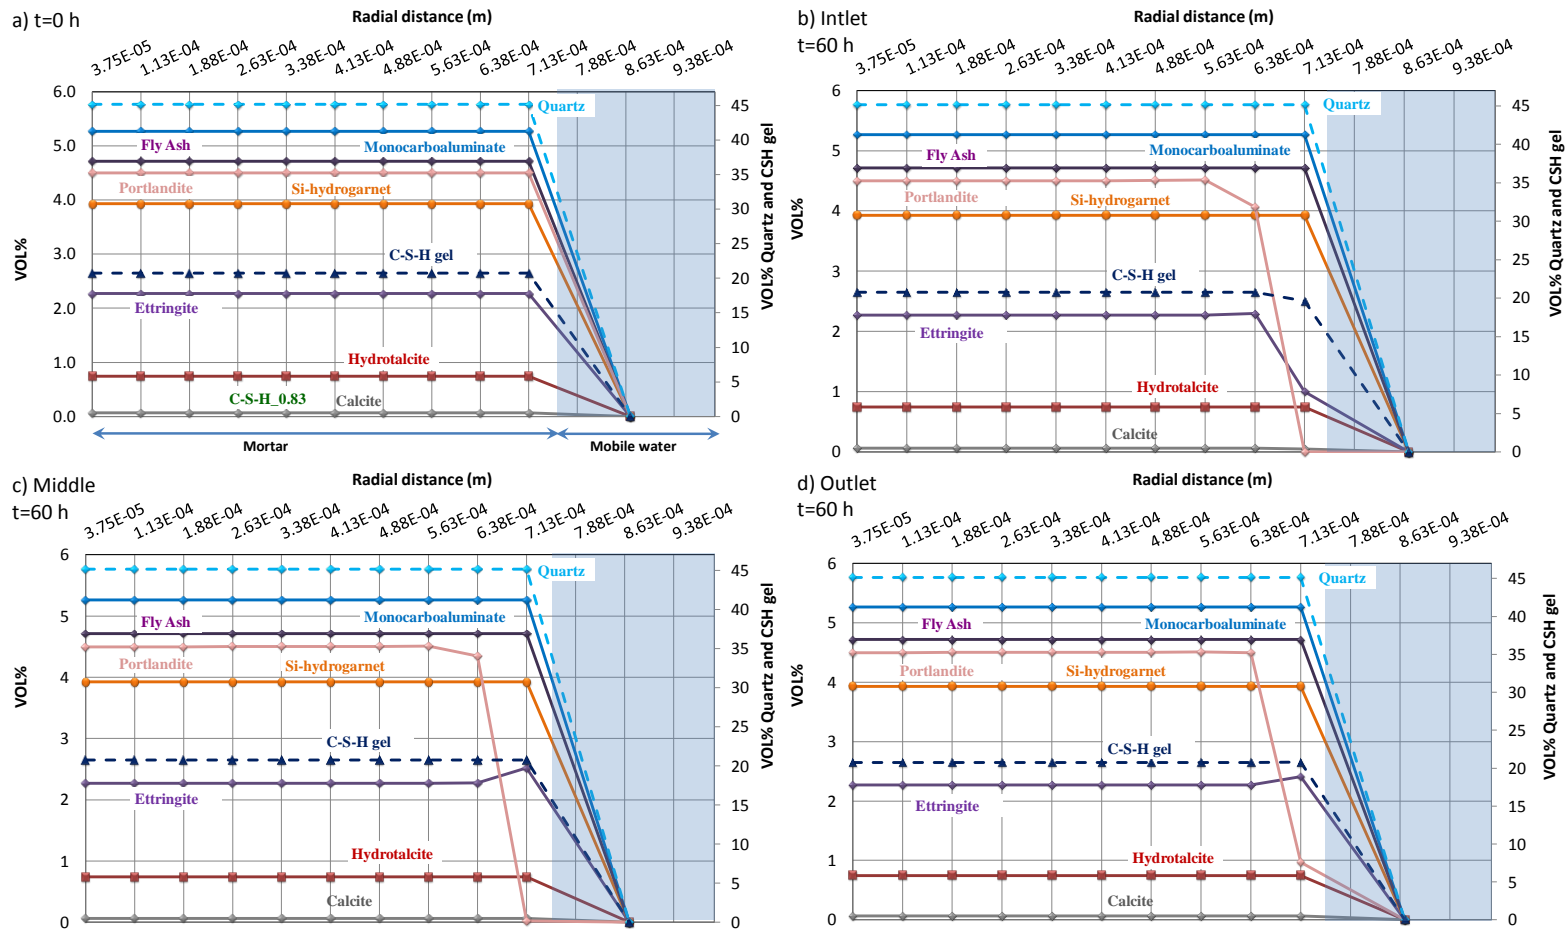 a) t=0 h
Radial distance (m)
3.75E-05 1.13E-04 1.88E-04 2.63E-04 3.38E-04 4.13E-04 4.88E-04 5.63E-04 6.38E-04 7.13E-04 7.88E-04 8.63E-04 9.38E-04
VOL%
6.0
5.0
4.0
3.0
2.0
1.0
0.0
Quartz
Fly Ash
Monocarboaluminate
Portlandite
Si-hydrogarnet
C-S-H gel
Ettringite
Hydrotalcite
C-S-H_0.83
Calcite
45
40
35
30
25
20
15
10
5
0
VOL% Quartz and CSH gel
Mortar
Mobile water
b) Intlet
t=60 h
Radial distance (m)
3.75E-05 1.13E-04 1.88E-04 2.63E-04 3.38E-04 4.13E-04 4.88E-04 5.63E-04 6.38E-04 7.13E-04 7.88E-04 8.63E-04 9.38E-04
VOL%
6
5
4
3
2
1
0
Quartz
Fly Ash
Monocarboaluminate
Portlandite
Si-hydrogarnet
C-S-H gel
Ettringite
Hydrotalcite
Calcite
45
40
35
30
25
20
15
10
5
0
VOL% Quartz and CSH gel
c) Middle
t=60 h
Radial distance (m)
3.75E-05 1.13E-04 1.88E-04 2.63E-04 3.38E-04 4.13E-04 4.88E-04 5.63E-04 6.38E-04 7.13E-04 7.88E-04 8.63E-04 9.38E-04
VOL%
6
5
4
3
2
1
0
Quartz
Fly Ash
Monocarboaluminate
Portlandite
Si-hydrogarnet
C-S-H gel
Ettringite
Hydrotalcite
Calcite
45
40
35
30
25
20
15
10
5
0
VOL% Quartz and CSH gel
d) Outlet
t=60 h
Radial distance (m)
3.75E-05 1.13E-04 1.88E-04 2.63E-04 3.38E-04 4.13E-04 4.88E-04 5.63E-04 6.38E-04 7.13E-04 7.88E-04 8.63E-04 9.38E-04
VOL%
6
5
4
3
2
1
0
Quartz
Fly Ash
Monocarboaluminate
Portlandite
Si-hydrogarnet
C-S-H gel
Ettringite
Hydrotalcite
Calcite
45
40
35
30
25
20
15
10
5
0
VOL% Quartz and CSH gel